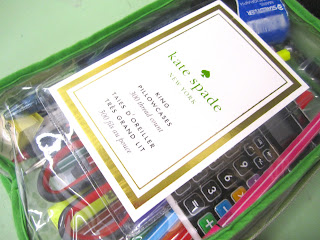 kate spade
NEW YORK
KING
PILLOWCASES
300 thread count
TAIES D'OREILLER
TRÈS GRAND LIT
300 fils au pouce